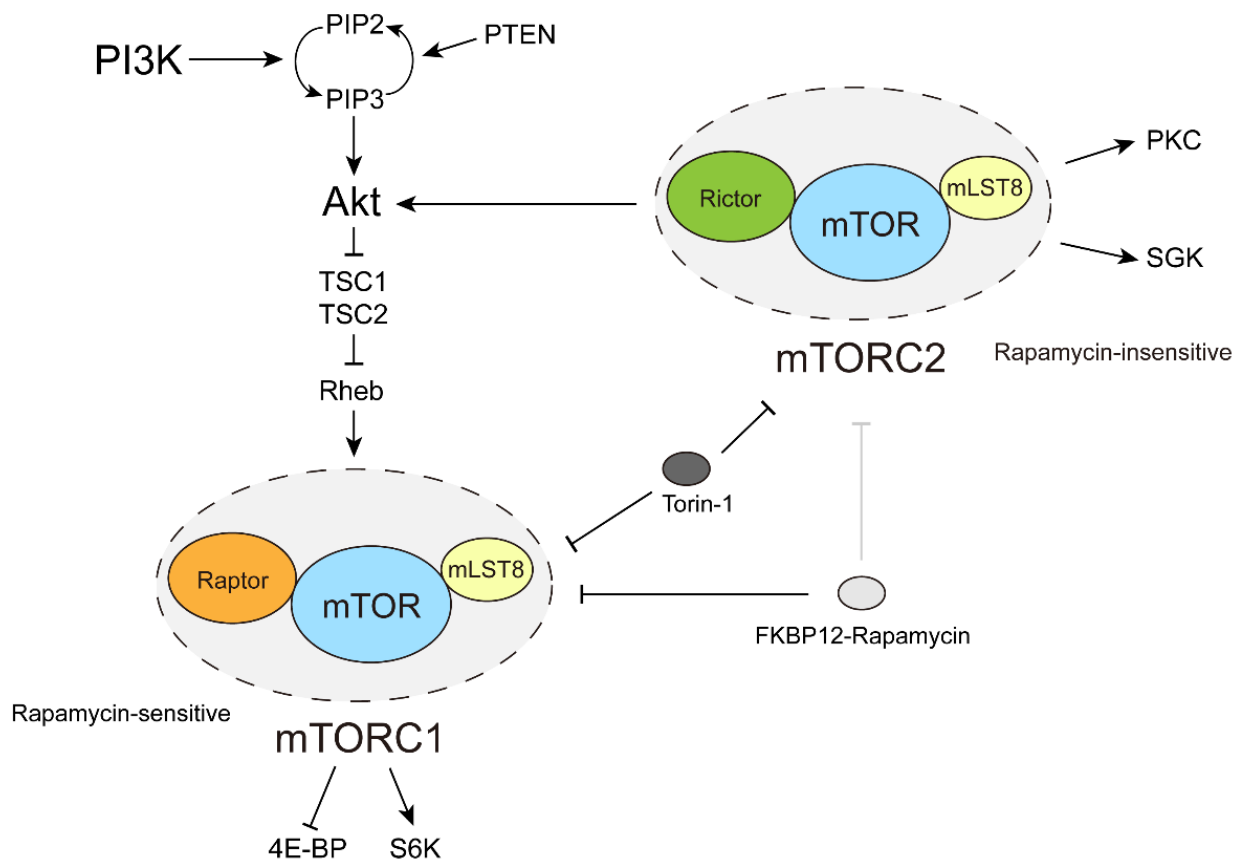 PIP2
PTEN
PI3K
PIP3
PKC
Rictor
mTOR
mLST8
Akt
SGK
TSC1
TSC2
mTORC2
Rapamycin-insensitive
Rheb
Torin-1
Raptor
mTOR
mLST8
FKBP12-Rapamycin
Rapamycin-sensitive
mTORC1
4E-BP
S6K